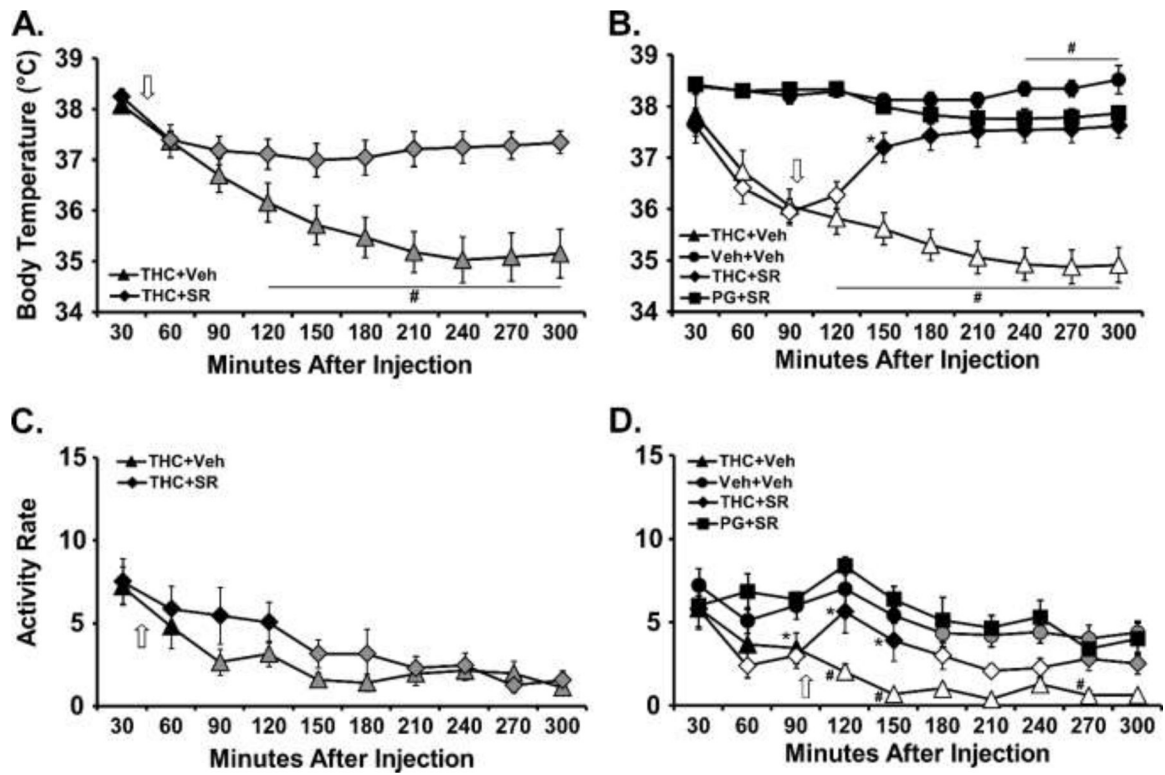 A.
B.
Body Temperature (°C)
39
38
37
36
35
34
THC+Veh
THC+SR
#
30 60 90 120 150 180 210 240 270 300
Minutes After Injection
39
38
37
36
35
34
#
*
THC+Veh
Veh+Veh
THC+SR
PG+SR
#
30 60 90 120 150 180 210 240 270 300
Minutes After Injection
C.
D.
Activity Rate
15
10
5
0
THC+Veh
THC+SR
30 60 90 120 150 180 210 240 270 300
Minutes After Injection
15
10
5
0
THC+Veh
Veh+Veh
THC+SR
PG+SR
* * *
# # #
30 60 90 120 150 180 210 240 270 300
Minutes After Injection